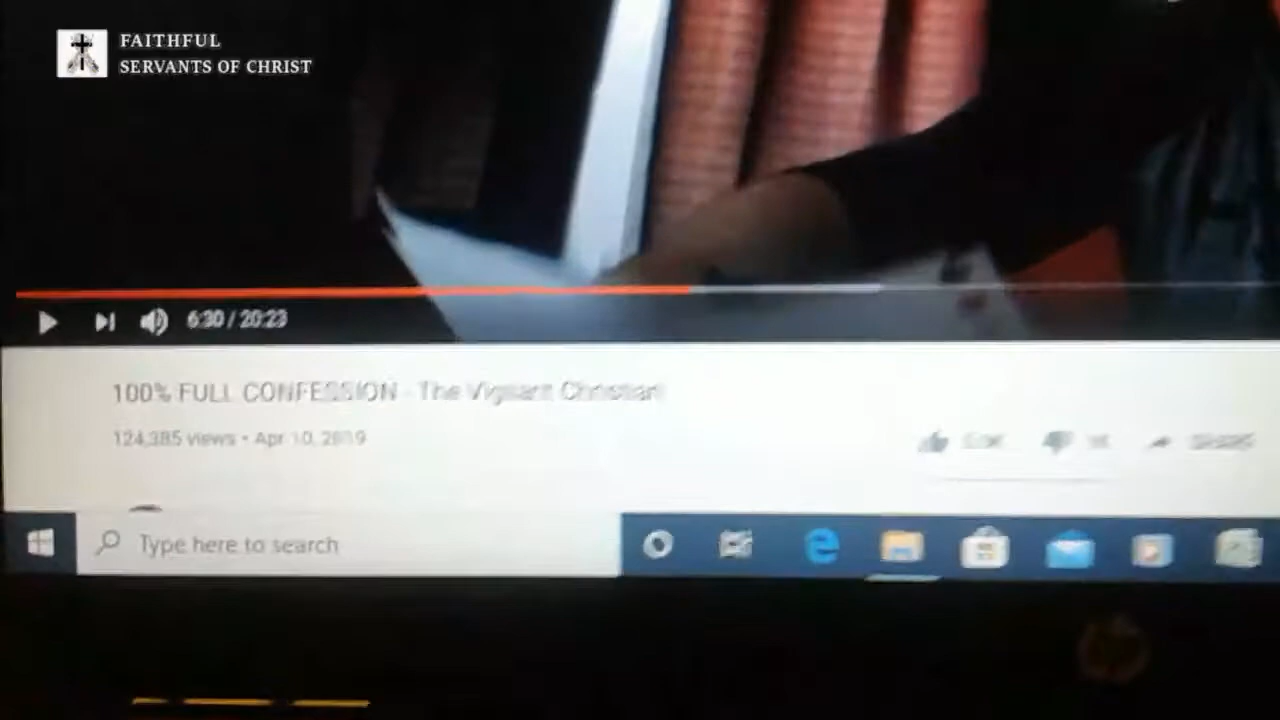 FAITHFUL
SERVANTS OF CHRIST
6:30 / 20:23
100% FULL CONFESSION - The Vigilant Christian
124,385 views • Apr 10, 2019
SHARE
Type here to search